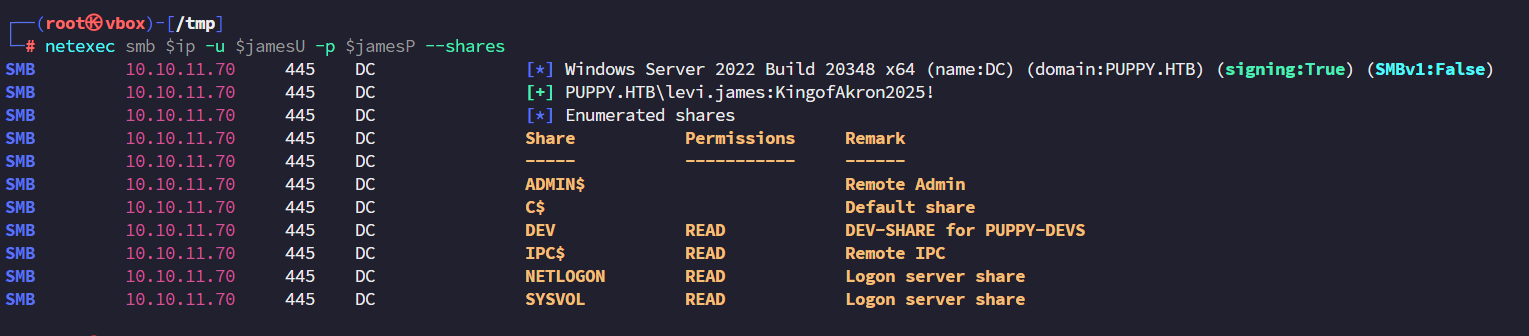 ┌──(root㉿vbox)-[/tmp]
└─# netexec smb $ip -u $jamesU -p $jamesP --shares
SMB 10.10.11.70 445 DC [*] Windows Server 2022 Build 20348 x64 (name:DC) (domain:PUPPY.HTB) (signing:True) (SMBv1:False)
SMB 10.10.11.70 445 DC [+] PUPPY.HTB\levi.james:KingofAkron2025!
SMB 10.10.11.70 445 DC [*] Enumerated shares
SMB 10.10.11.70 445 DC Share Permissions Remark
SMB 10.10.11.70 445 DC ----- ----------- ------
SMB 10.10.11.70 445 DC ADMIN$ Remote Admin
SMB 10.10.11.70 445 DC C$ Default share
SMB 10.10.11.70 445 DC DEV READ DEV-SHARE for PUPPY-DEVS
SMB 10.10.11.70 445 DC IPC$ READ Remote IPC
SMB 10.10.11.70 445 DC NETLOGON READ Logon server share
SMB 10.10.11.70 445 DC SYSVOL READ Logon server share